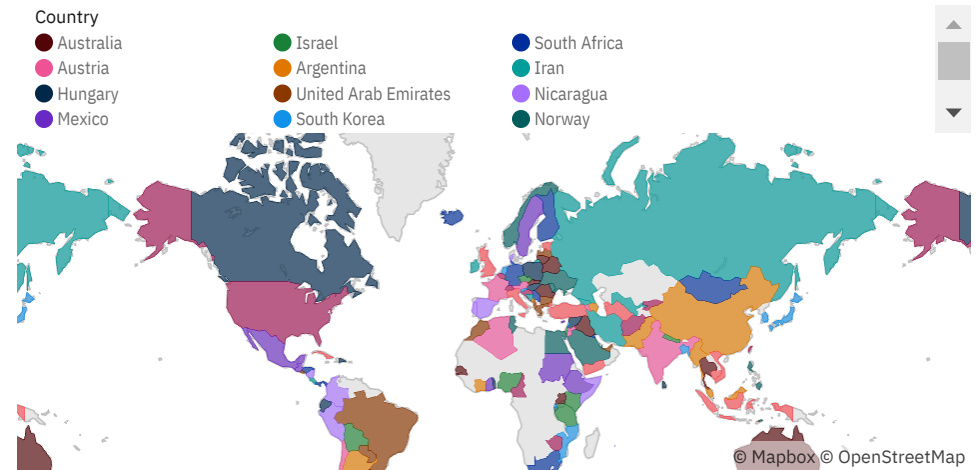 Country
Australia
Israel
South Africa
Austria
Argentina
Iran
Hungary
United Arab Emirates
Nicaragua
Mexico
South Korea
Norway
© Mapbox © OpenStreetMap